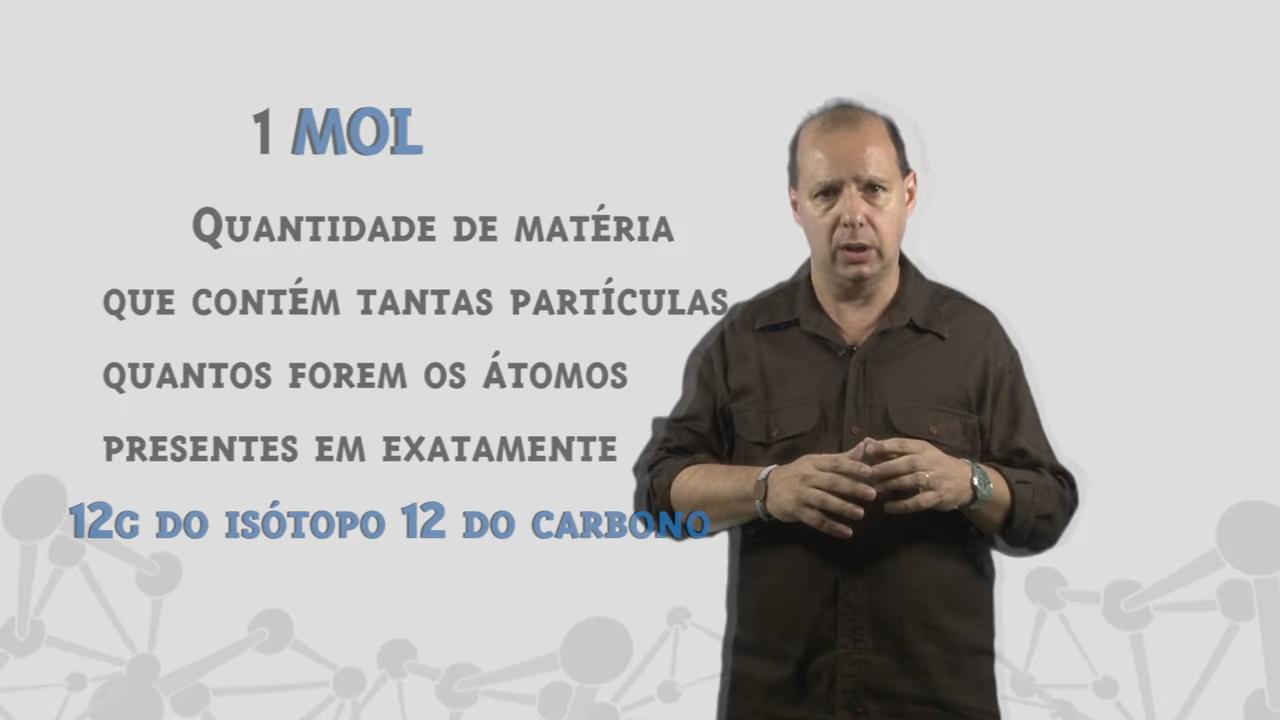 1 MOL
Quantidade de matéria
que contém tantas partículas
quantos forem os átomos
presentes em exatamente
12g do isótopo 12 do carbono